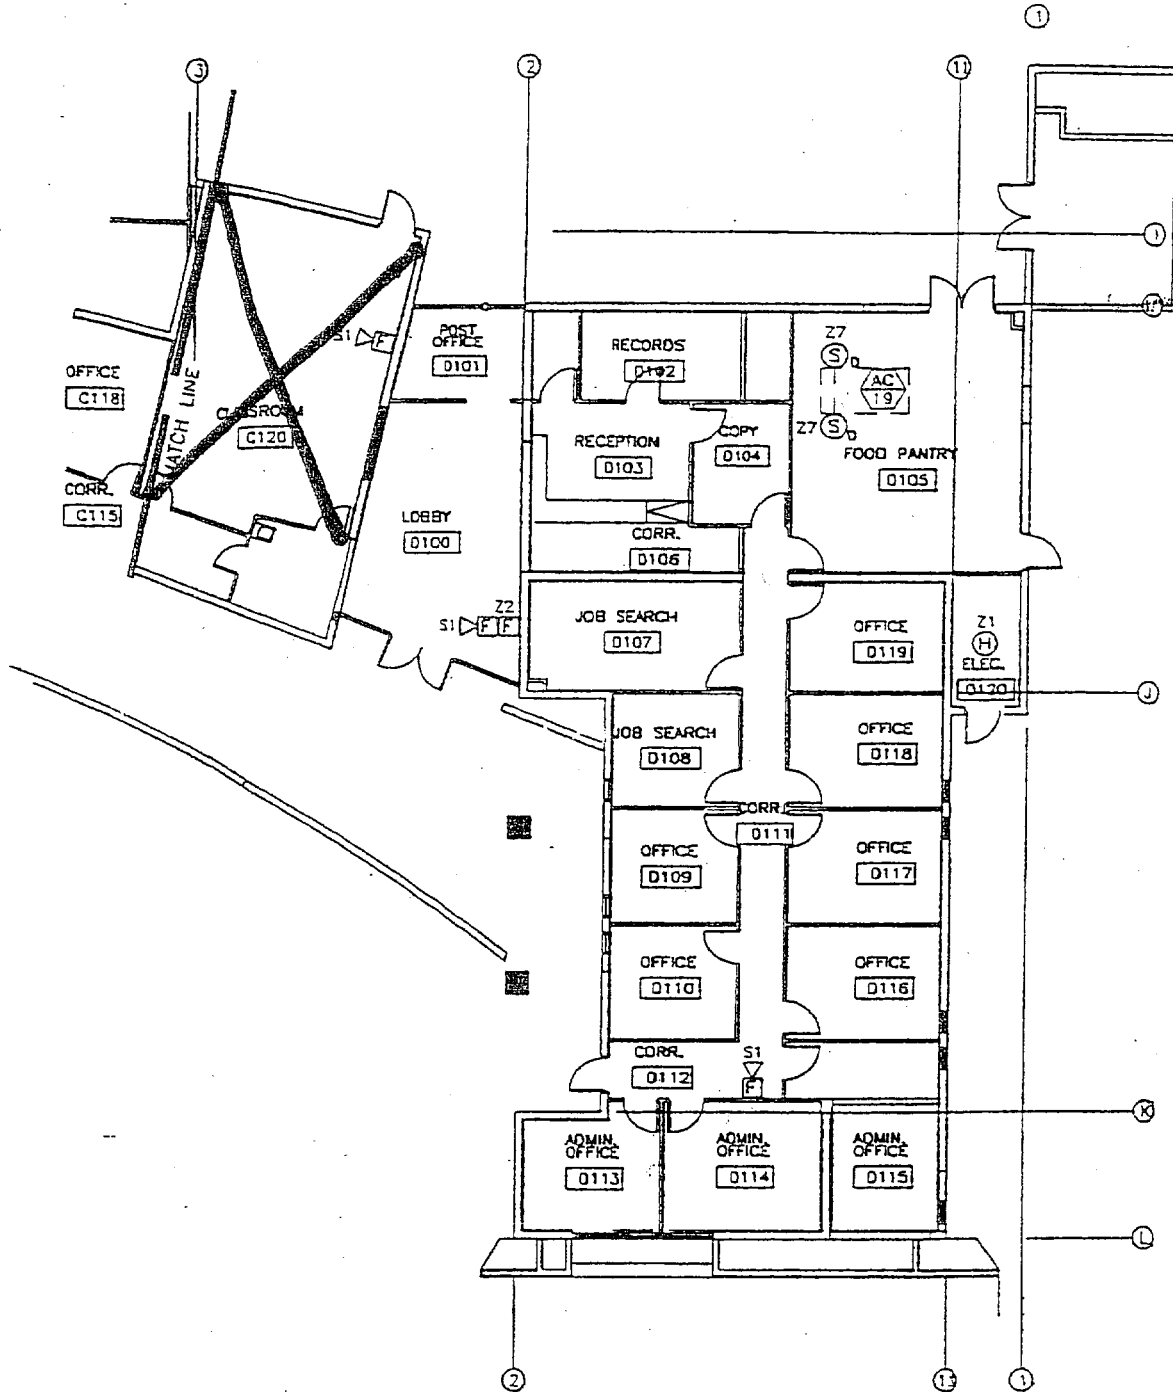 1
3
2
11
POST
OFFICE
D101
S1
F
RECORDS
D102
Z7
S
AC
19
Z7
S
OFFICE
C118
MATCH LINE
C120
RECEPTION
D103
COPY
D104
FOOD PANTRY
D105
CORR.
C115
LOBBY
D100
CORR.
D106
S1
F
Z2
F
JOB SEARCH
D107
OFFICE
D119
Z1
H
ELEC.
D120
J
JOB SEARCH
D108
OFFICE
D118
CORR.
D111
OFFICE
D109
OFFICE
D117
OFFICE
D110
OFFICE
D116
CORR.
D112
S1
F
K
ADMIN.
OFFICE
D113
ADMIN.
OFFICE
D114
ADMIN.
OFFICE
D115
L
2
13
1